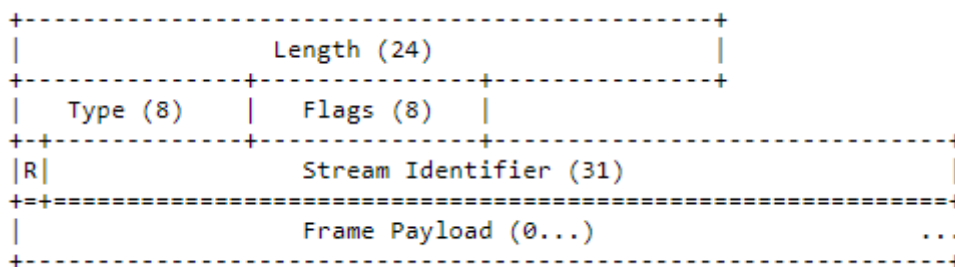 Length (24)
Type (8) Flags (8)
R Stream Identifier (31)
Frame Payload (0...) ...